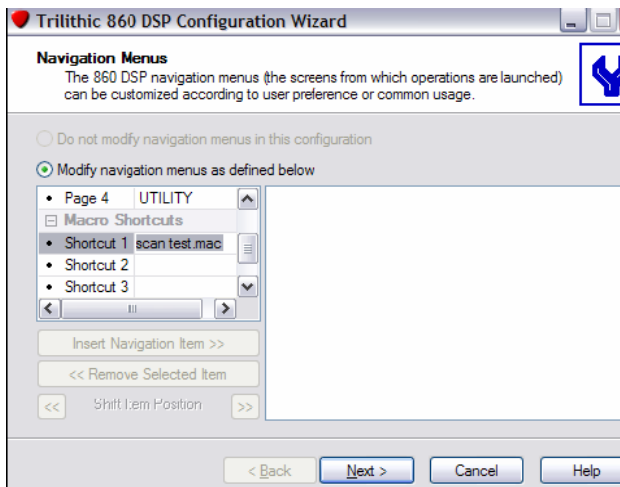 Trilithic 860 DSP Configuration Wizard
Navigation Menus
The 860 DSP navigation menus (the screens from which operations are launched)
can be customized according to user preference or common usage.
Do not modify navigation menus in this configuration
Modify navigation menus as defined below
Page 4 UTILITY
Macro Shortcuts
Shortcut 1 scan test.mac
Shortcut 2
Shortcut 3
Insert Navigation Item >>
<< Remove Selected Item
<< Shift Item Position >>
< Back Next > Cancel Help